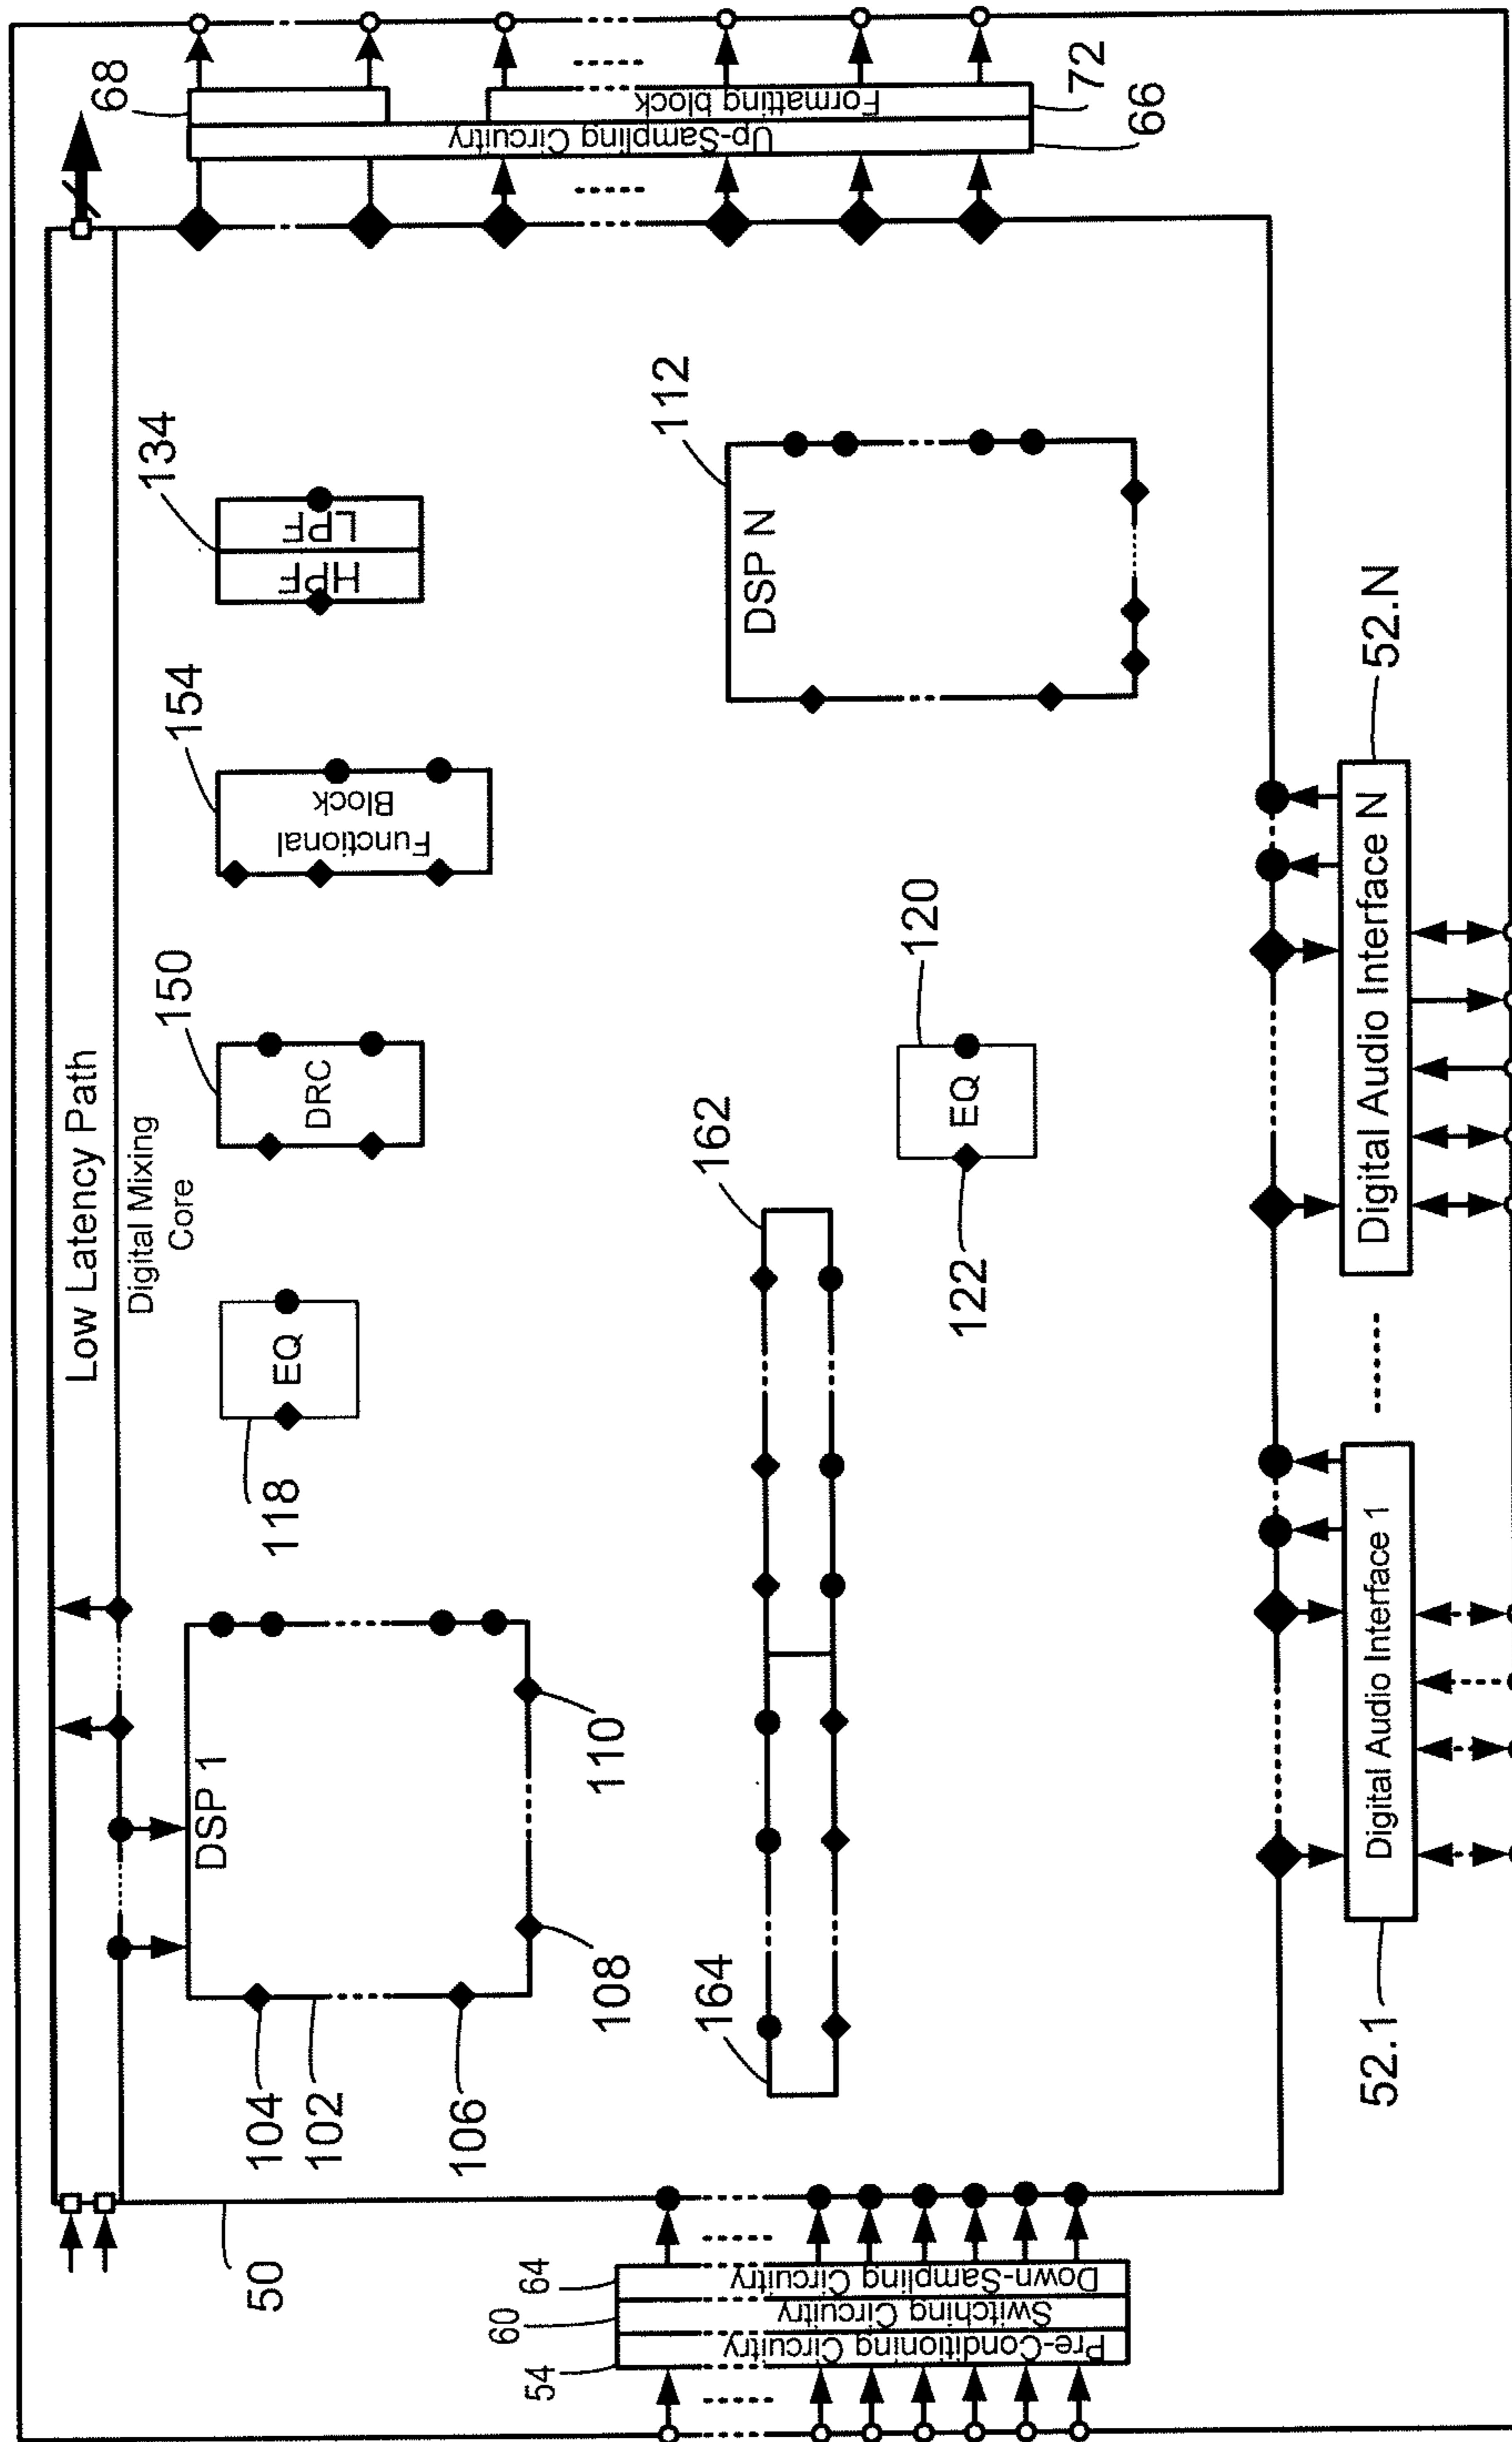 Low Latency Path
Digital Mixing
Core
50
DSP 1
104
102
106
108
110
118
EQ
150
DRC
154
Functional
Block
134
HPF
LPF
68
Up-Sampling Circuitry
Formatting block
72
66
164
162
120
EQ
122
112
DSP N
54
60
64
Pre-Conditioning Circuitry
Switching Circuitry
Down-Sampling Circuitry
52.1
Digital Audio Interface 1
Digital Audio Interface N
52.N